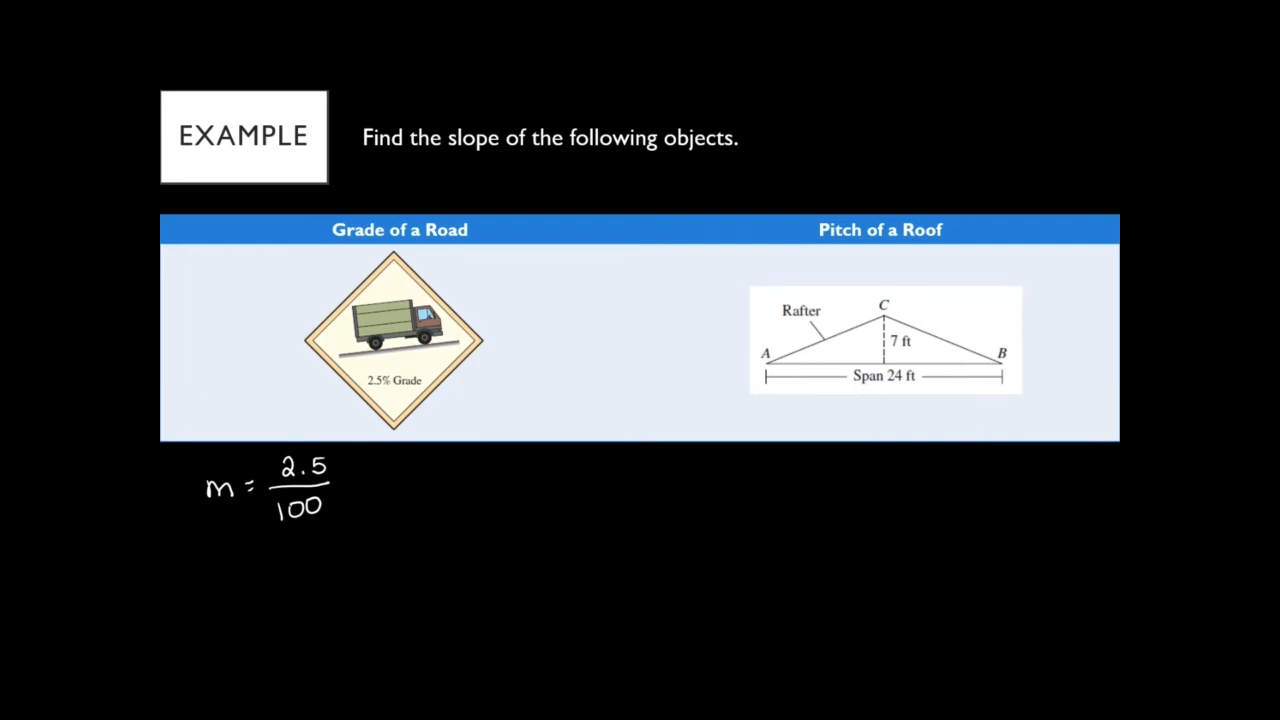 EXAMPLE
Find the slope of the following objects.
Grade of a Road
Pitch of a Roof
2.5% Grade
Rafter
C
7 ft
A
B
Span 24 ft
m = 2.5
100